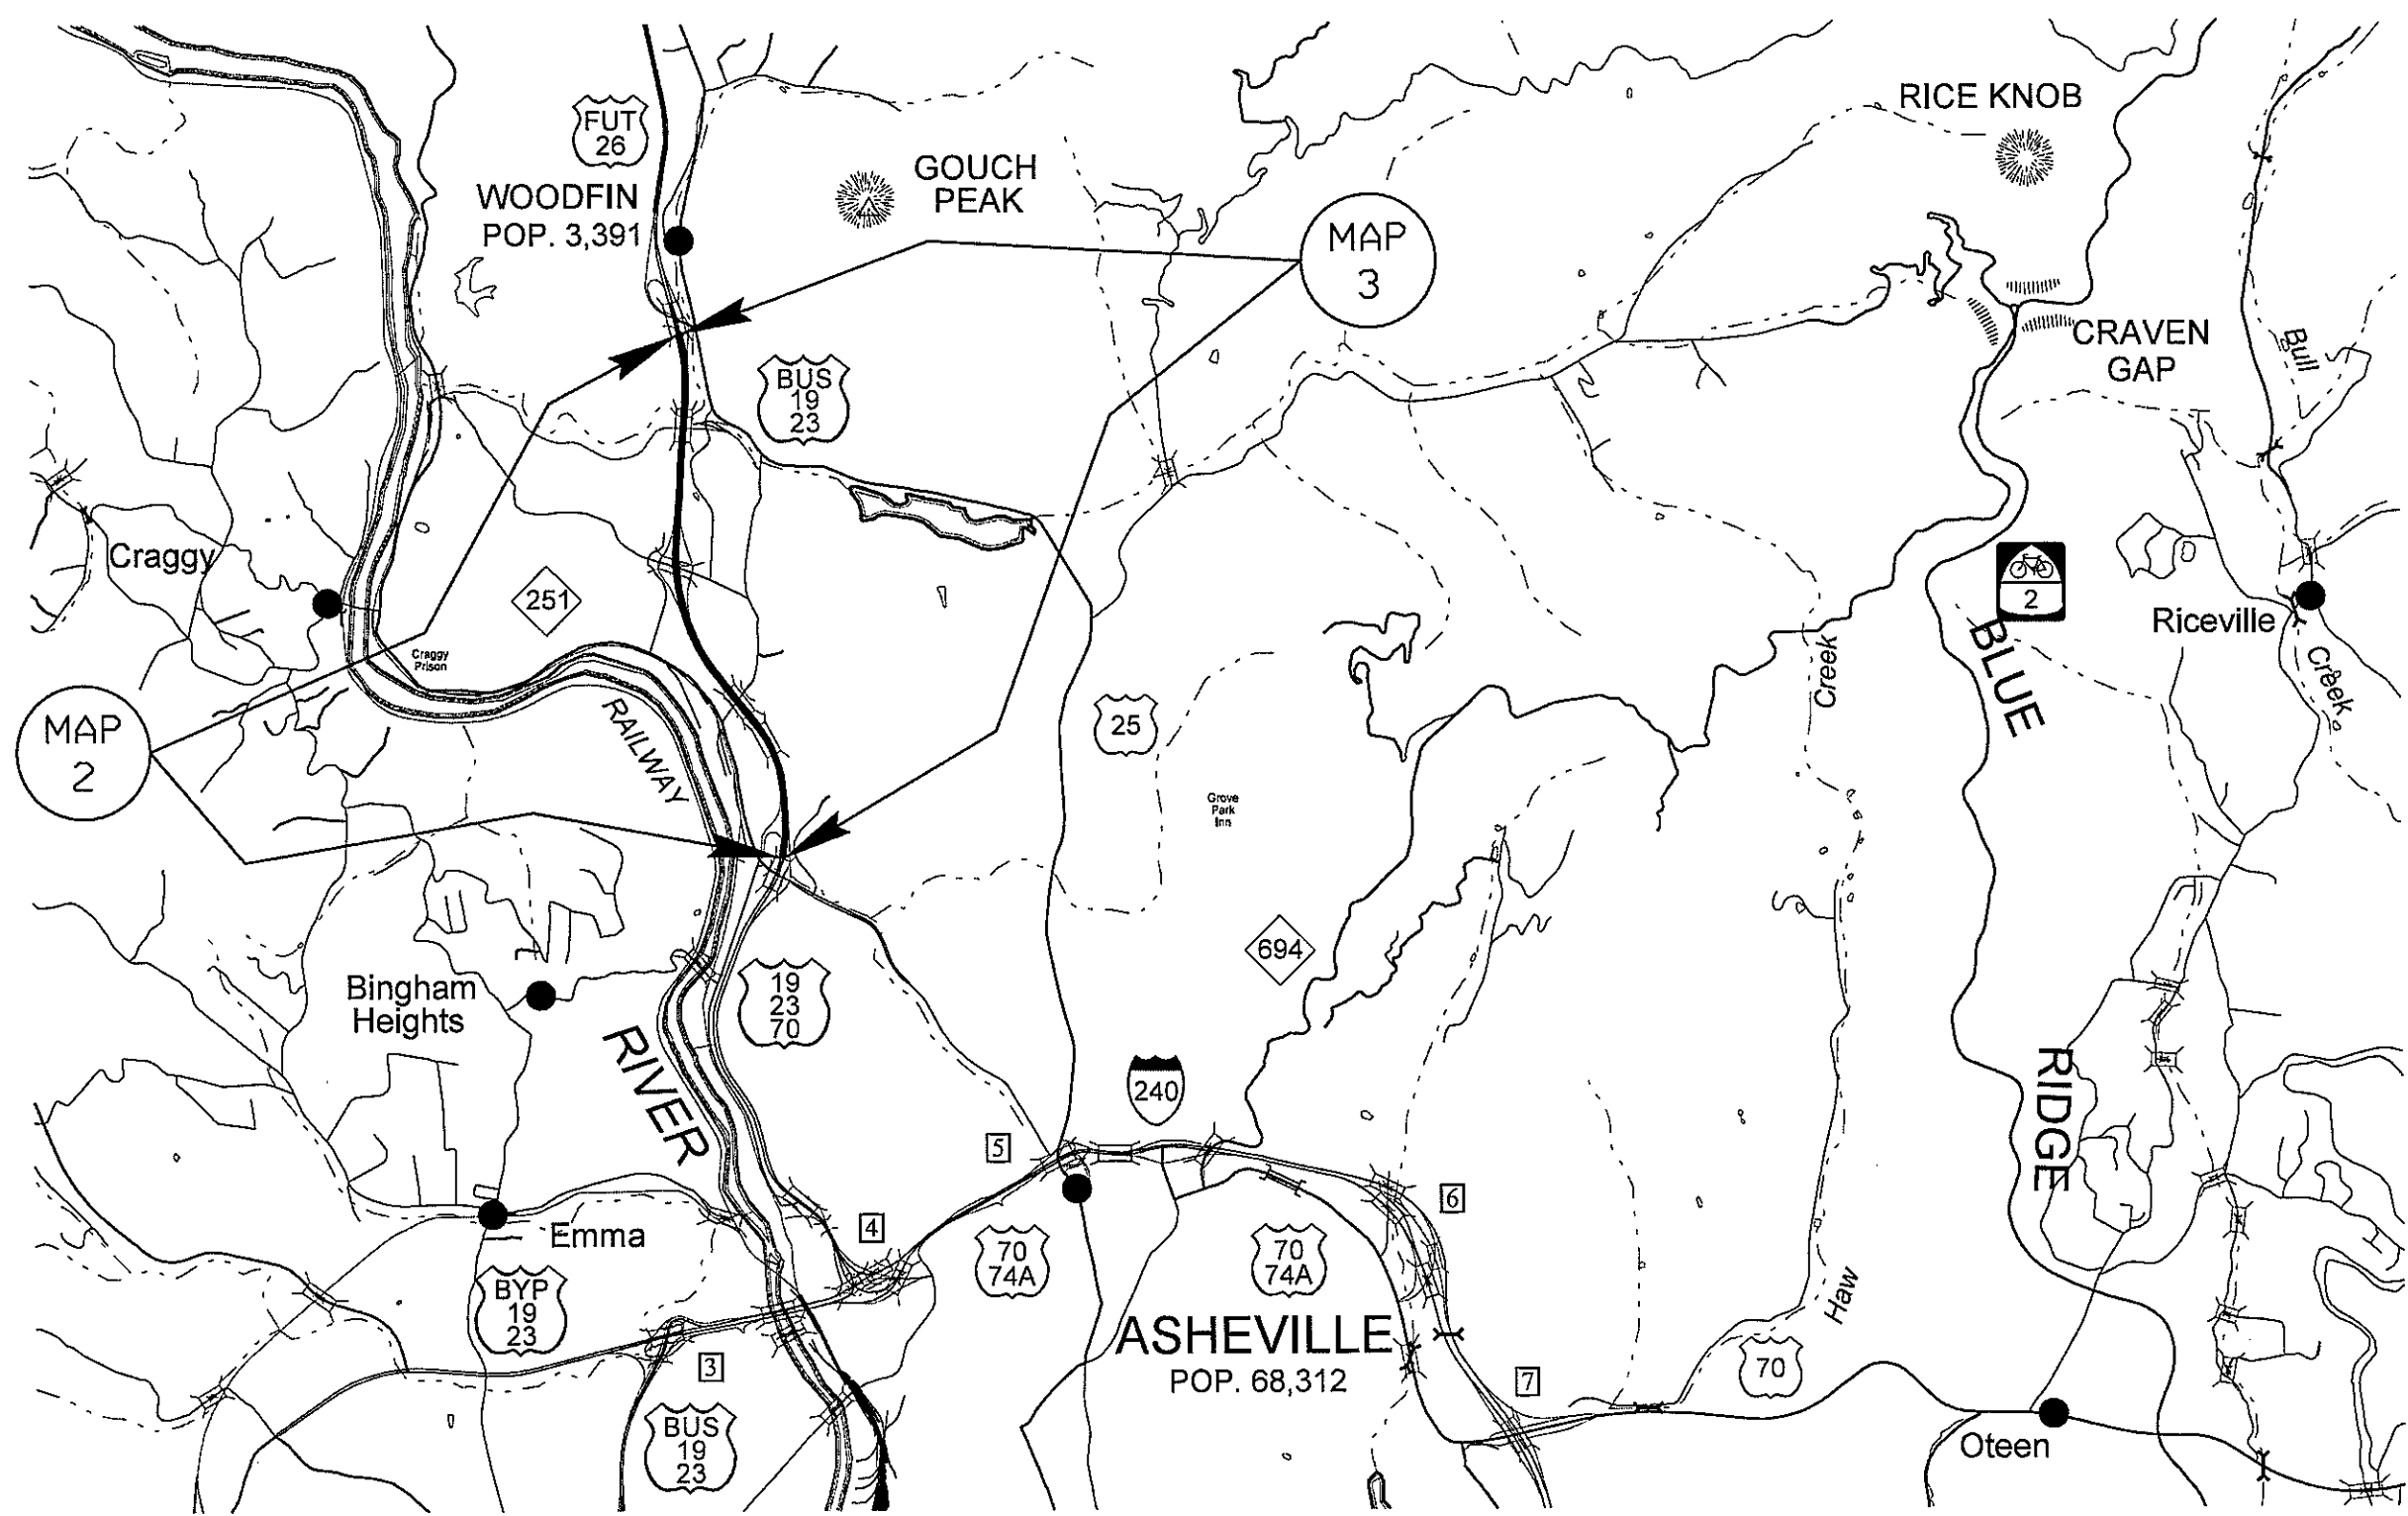 RICE KNOB
FUT
26
GOUCH
PEAK
WOODFIN
POP. 3,391
MAP
3
CRAVEN
GAP
Bull
BUS
19
23
Craggy
251
2
Riceville
Craggy
Prison
BLUE
Creek
Creek
MAP
2
RAILWAY
25
Grove
Park
Inn
694
Bingham
Heights
19
23
70
RIVER
240
RIDGE
5
6
4
Emma
70
74A
70
74A
BYP
19
23
Haw
ASHEVILLE
POP. 68,312
3
7
70
BUS
19
23
Oteen